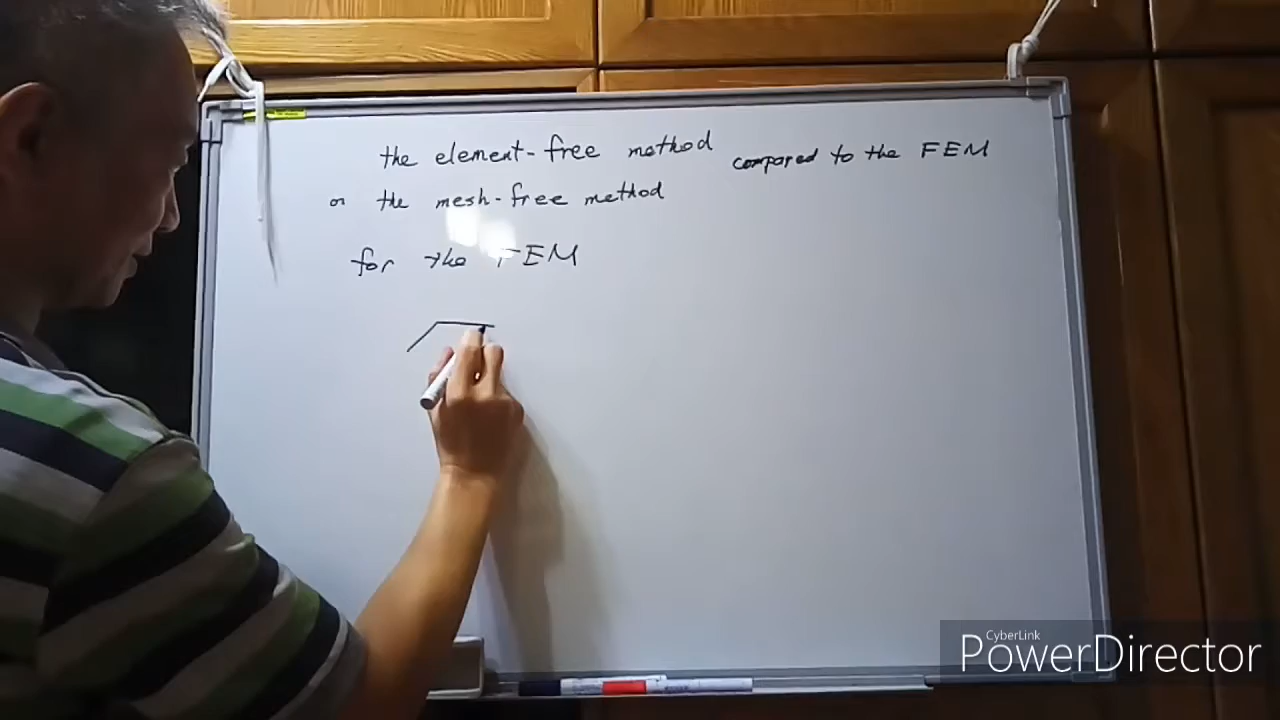 the element-free method compared to the FEM
or the mesh-free method
for the FEM
CyberLink
PowerDirector